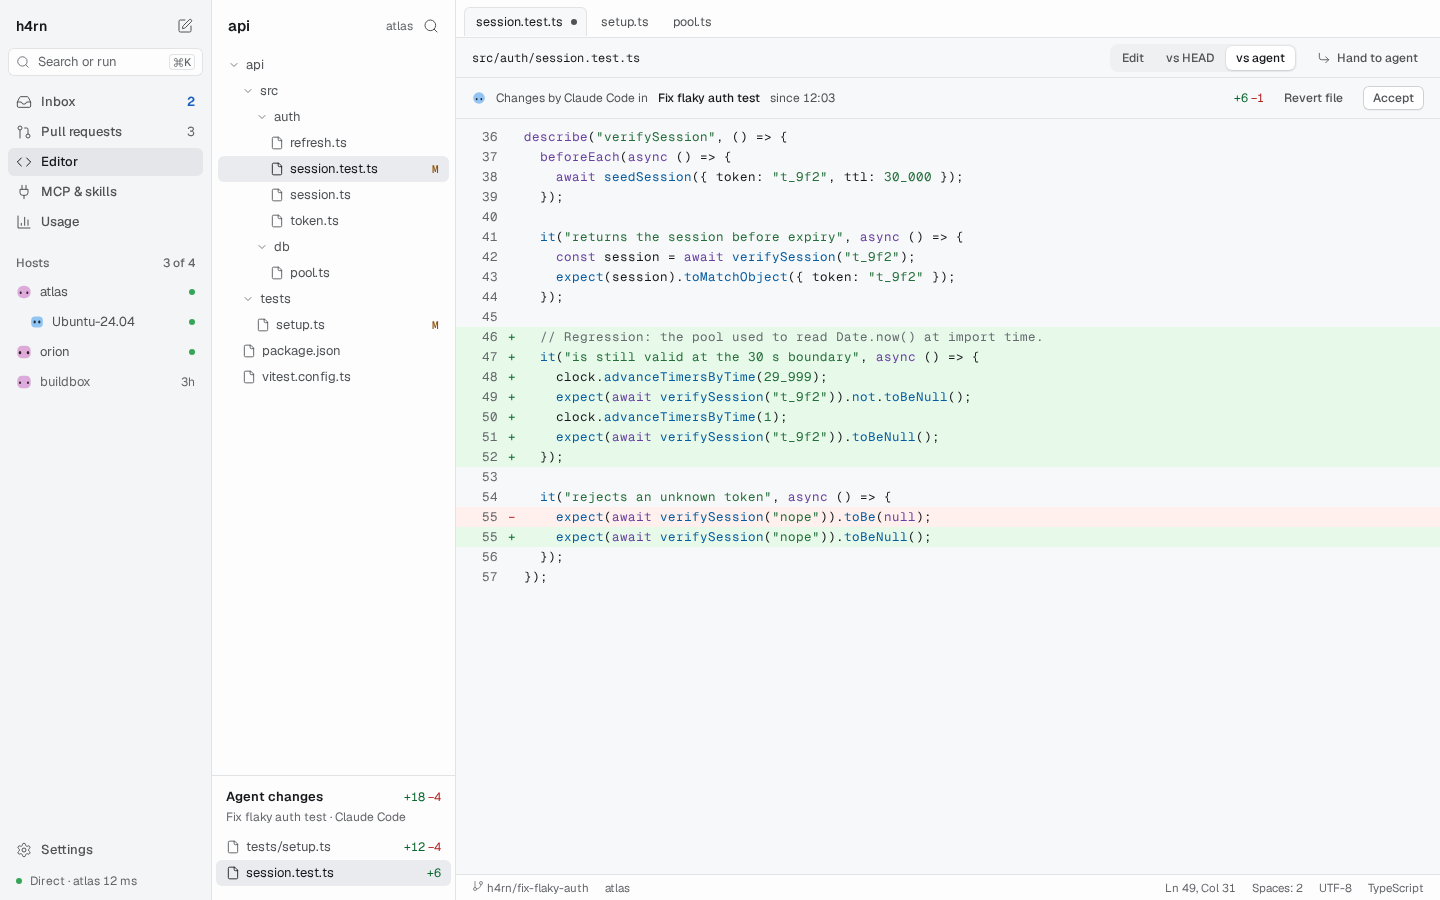 h4rn
Search or run
⌘K
Inbox 2
Pull requests 3
Editor
MCP & skills
Usage
Hosts 3 of 4
atlas
Ubuntu-24.04
orion
buildbox 3h
Settings
Direct · atlas 12 ms
api atlas
api
src
auth
refresh.ts
session.test.ts M
session.ts
token.ts
db
pool.ts
tests
setup.ts M
package.json
vitest.config.ts
Agent changes +18 −4
Fix flaky auth test · Claude Code
tests/setup.ts +12 −4
session.test.ts +6
session.test.ts setup.ts pool.ts
src/auth/session.test.ts Edit vs HEAD vs agent Hand to agent
Changes by Claude Code in Fix flaky auth test since 12:03 +6 −1 Revert file Accept
36 describe("verifySession", () => {
37 beforeEach(async () => {
38 await seedSession({ token: "t_9f2", ttl: 30_000 });
39 });
40
41 it("returns the session before expiry", async () => {
42 const session = await verifySession("t_9f2");
43 expect(session).toMatchObject({ token: "t_9f2" });
44 });
45
46 + // Regression: the pool used to read Date.now() at import time.
47 + it("is still valid at the 30 s boundary", async () => {
48 + clock.advanceTimersByTime(29_999);
49 + expect(await verifySession("t_9f2")).not.toBeNull();
50 + clock.advanceTimersByTime(1);
51 + expect(await verifySession("t_9f2")).toBeNull();
52 + });
53
54 it("rejects an unknown token", async () => {
55 − expect(await verifySession("nope")).toBe(null);
55 + expect(await verifySession("nope")).toBeNull();
56 });
57 });
h4rn/fix-flaky-auth atlas Ln 49, Col 31 Spaces: 2 UTF-8 TypeScript